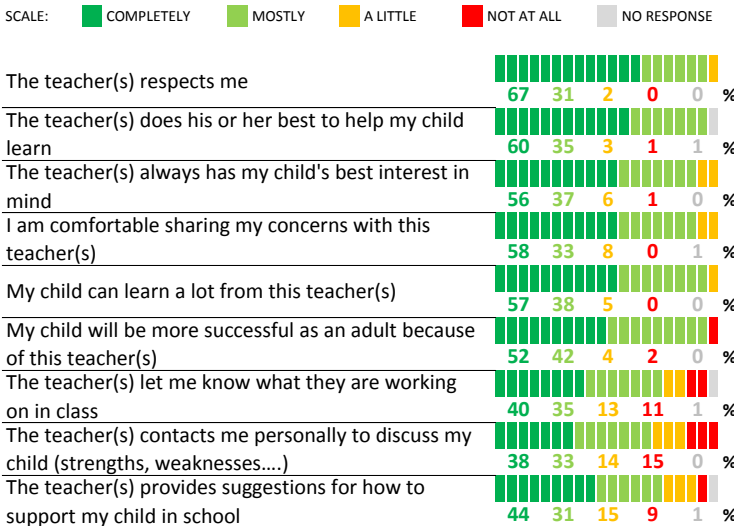 SCALE: COMPLETELY MOSTLY A LITTLE NOT AT ALL NO RESPONSE
The teacher(s) respects me
67 31 2 0 0 %
The teacher(s) does his or her best to help my child
learn
60 35 3 1 1 %
The teacher(s) always has my child's best interest in
mind
56 37 6 1 0 %
I am comfortable sharing my concerns with this
teacher(s)
58 33 8 0 1 %
My child can learn a lot from this teacher(s)
57 38 5 0 0 %
My child will be more successful as an adult because
of this teacher(s)
52 42 4 2 0 %
The teacher(s) let me know what they are working
on in class
40 35 13 11 1 %
The teacher(s) contacts me personally to discuss my
child (strengths, weaknesses....)
38 33 14 15 0 %
The teacher(s) provides suggestions for how to
support my child in school
44 31 15 9 1 %